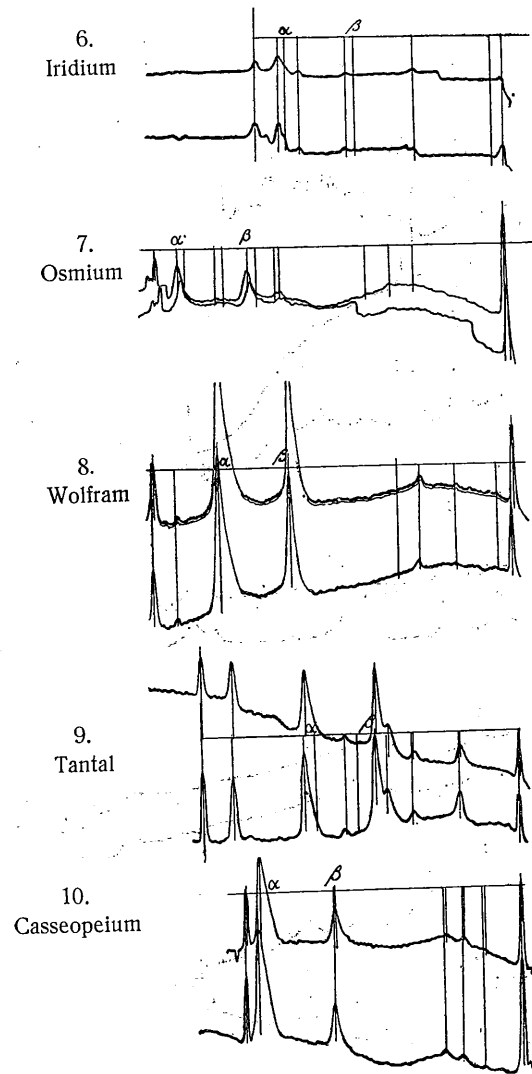 6.
Iridium
α
β
7.
Osmium
α
β
8.
Wolfram
α
β
9.
Tantal
α
10.
Casseopeium
α
β